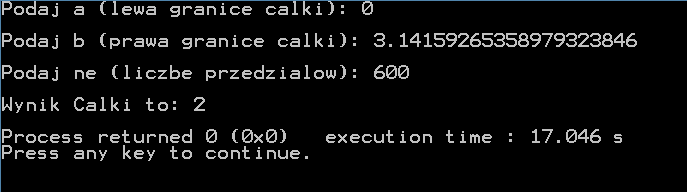 Podaj a (lewa granice calki): 0
Podaj b (prawa granice calki): 3.14159265358979323846
Podaj ne (liczbe przedzialow): 600
Wynik Calki to: 2
Process returned 0 (0x0)   execution time : 17.046 s
Press any key to continue.